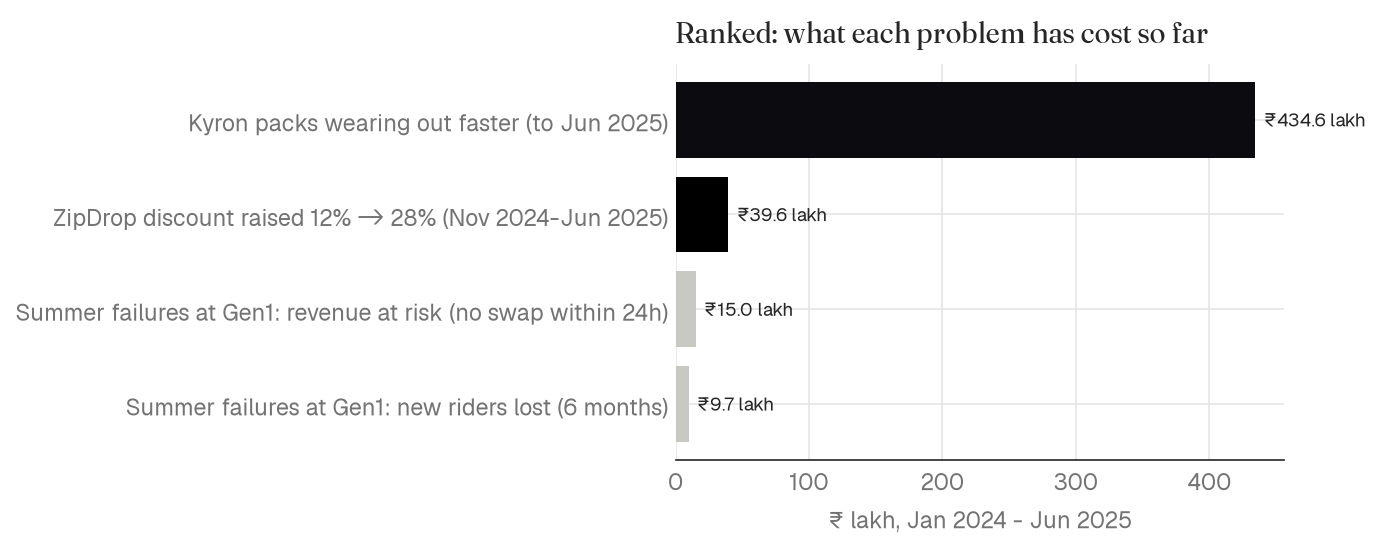 Ranked: what each problem has cost so far
Kyron packs wearing out faster (to Jun 2025)
₹434.6 lakh
ZipDrop discount raised 12% → 28% (Nov 2024-Jun 2025)
₹39.6 lakh
Summer failures at Gen1: revenue at risk (no swap within 24h)
₹15.0 lakh
Summer failures at Gen1: new riders lost (6 months)
₹9.7 lakh
0 100 200 300 400
₹ lakh, Jan 2024 - Jun 2025